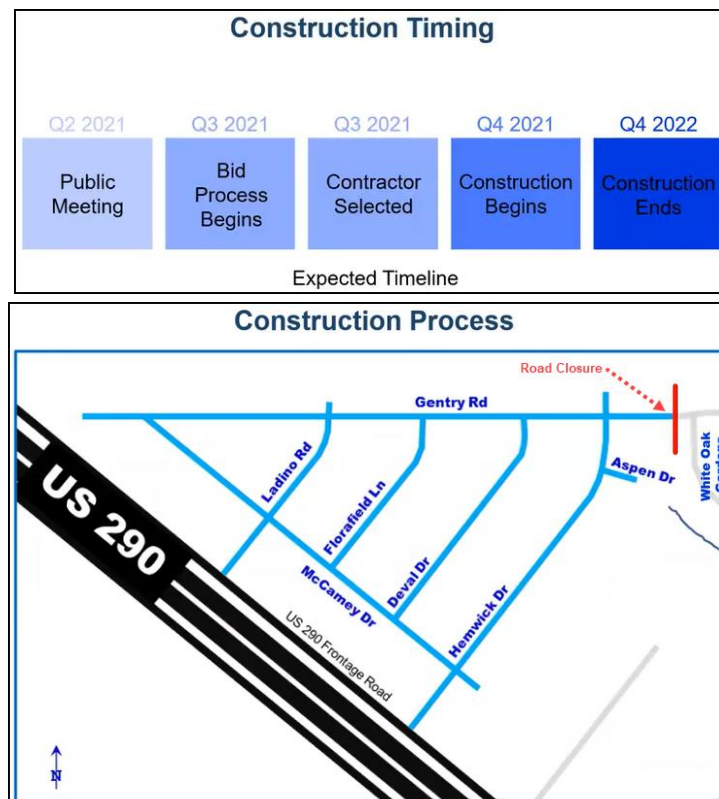 Construction Timing
Q2 2021
Q3 2021
Q3 2021
Q4 2021
Q4 2022
Public
Meeting
Bid
Process
Begins
Contractor
Selected
Construction
Begins
Construction
Ends
Expected Timeline
Construction Process
Road Closure
Gentry Rd
White Oak
Ladino Rd
Florafield Ln
Aspen Dr
US 290
McCamey Dr
Deval Dr
Hemwick Dr
US 290 Frontage Road
N